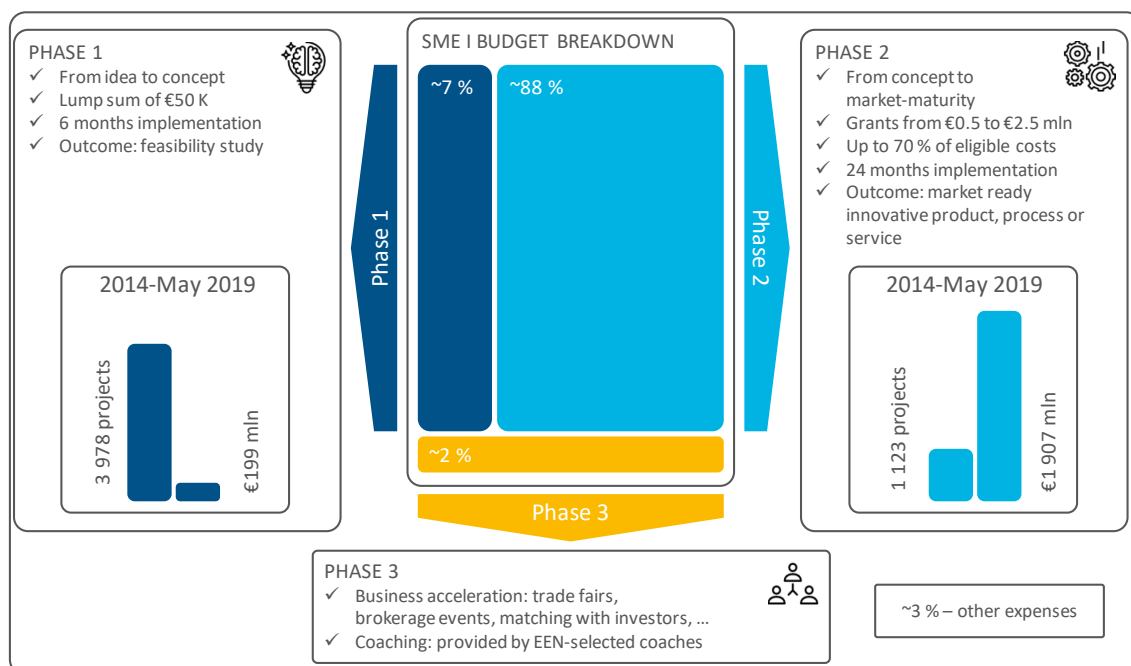 PHASE 1
✓ From idea to concept
✓ Lump sum of €50 K
✓ 6 months implementation
✓ Outcome: feasibility study
2014-May 2019
3 978 projects
€199 mln
SME I BUDGET BREAKDOWN
~7 %
~88 %
~2 %
Phase 1
Phase 2
Phase 3
PHASE 2
✓ From concept to
market-maturity
✓ Grants from €0.5 to €2.5 mln
✓ Up to 70 % of eligible costs
✓ 24 months implementation
✓ Outcome: market ready
innovative product, process or
service
2014-May 2019
1 123 projects
€1 907 mln
PHASE 3
✓ Business acceleration: trade fairs,
brokerage events, matching with investors, ...
✓ Coaching: provided by EEN-selected coaches
~3 % – other expenses